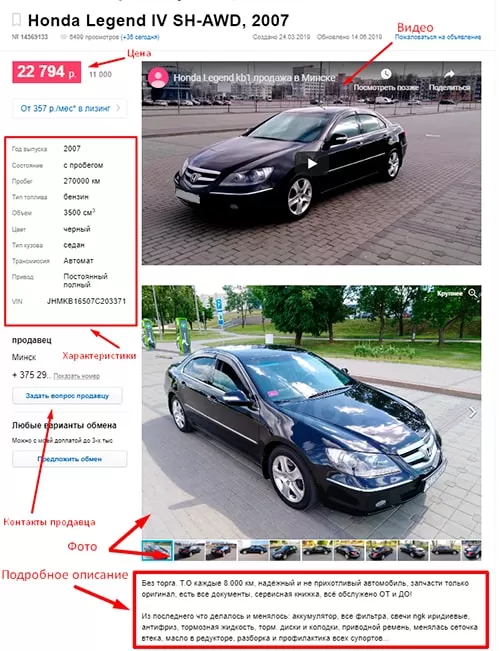 Honda Legend IV SH-AWD, 2007
№ 14569133 6499 просмотров (+36 сегодня) Создано 24.03.2019 Обновлено 14.06.2019 Пожаловаться на объявление
Видео
Цена
22 794 р. 11 000
От 357 р./мес* в лизинг
Honda Legend kb1 продажа в Минске
Посмотреть позже Поделиться
Год выпуска 2007
Состояние с пробегом
Пробег 270000 км
Тип топлива бензин
Объем 3500 см³
Цвет черный
Тип кузова седан
Трансмиссия Автомат
Привод Постоянный полный
VIN JHMKB16507C203371
Характеристики
Крупнее
продавец
Минск
+ 375 29... Показать номер
Задать вопрос продавцу
Любые варианты обмена
Можно с моей доплатой до 3-х тыс
Предложить обмен
Контакты продавца
Фото
Подробное описание
Без торга. Т.О каждые 8.000 км, надёжный и не прихотливый автомобиль, запчасти только
оригинал, есть все документы, сервисная книжка, всё обслужено ОТ и ДО!
Из последнего что делалось и менялось: аккумулятор, все фильтра, свечи ngk иридиевые,
антифриз, тормозная жидкость, торм. диски и колодки, приводной ремень, менялась сеточка
втека, масло в редукторе, разборка и профилактика всех супортов...